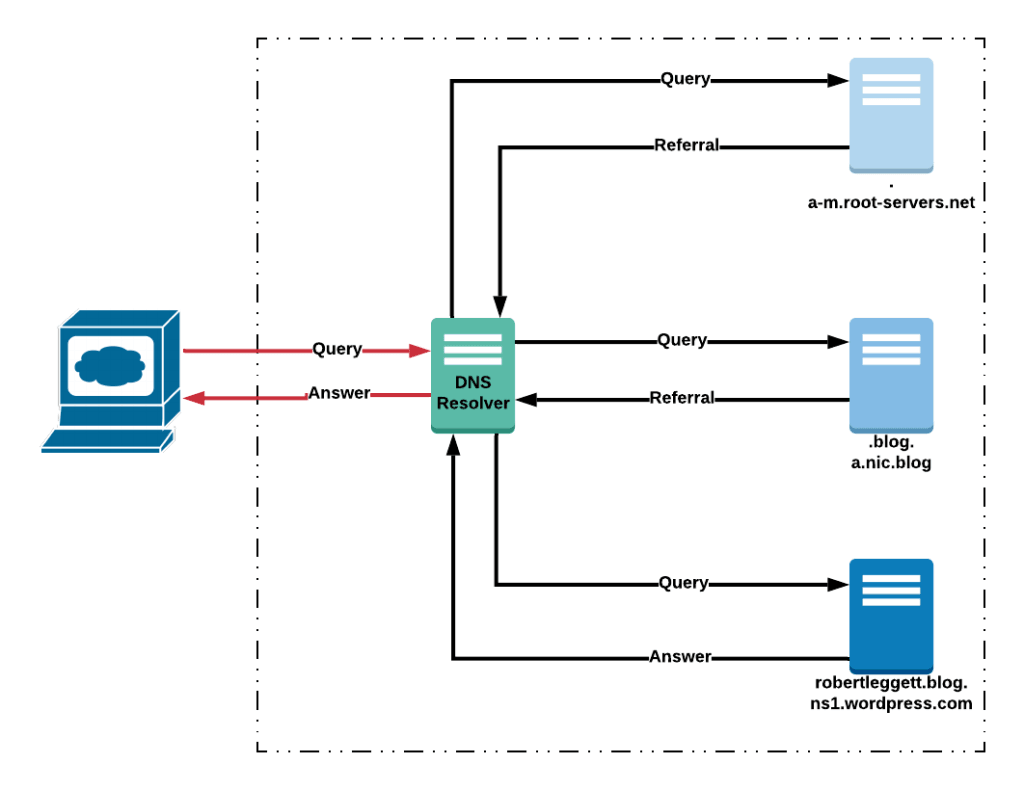 Query
Referral
.
a-m.root-servers.net
Query
Answer
DNS
Resolver
Query
Referral
.blog.
a.nic.blog
Query
Answer
robertleggett.blog.
ns1.wordpress.com